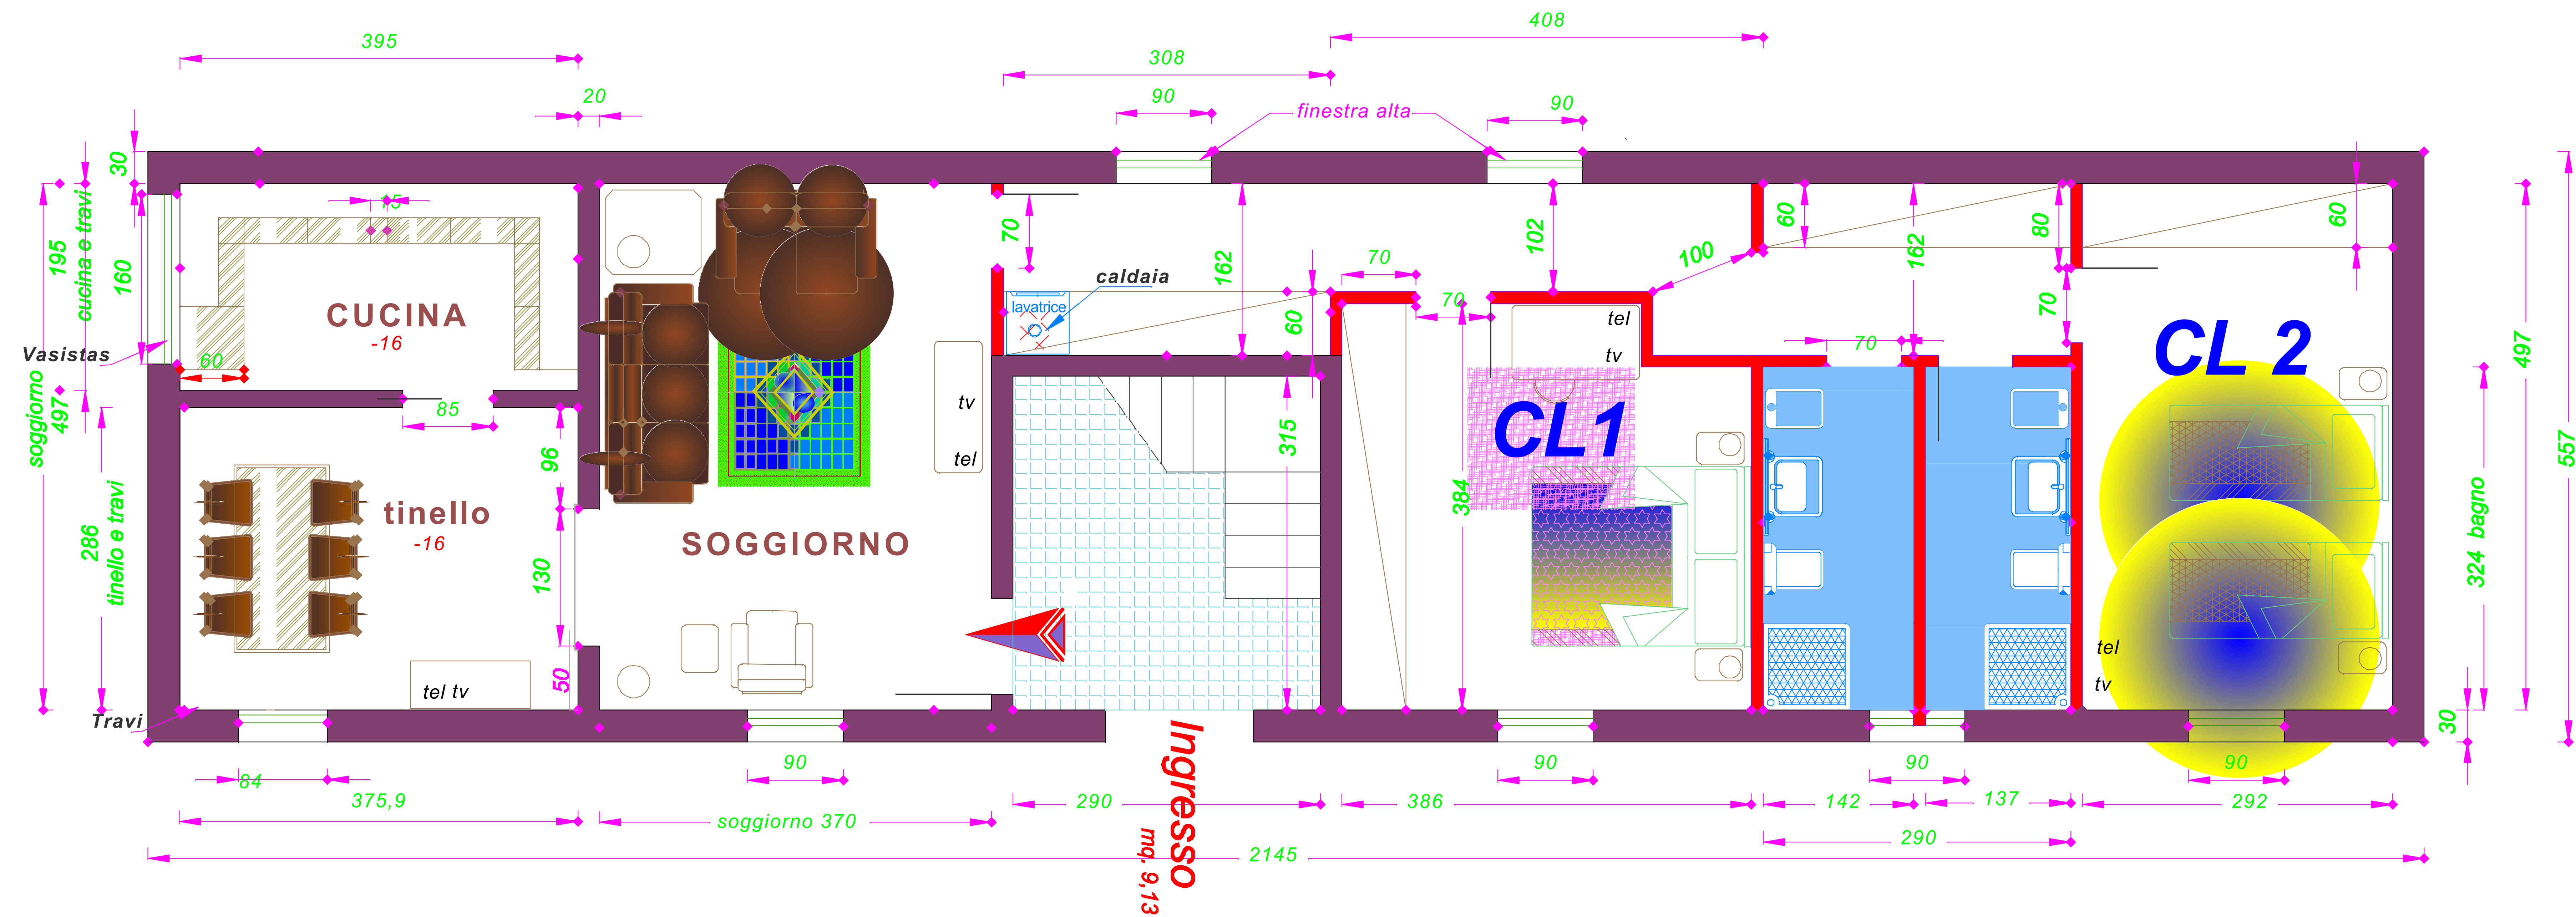 408
395
308
20
90
finestra alta
90
30
15
60
60
195
cucina e travi
160
CUCINA
-16
Vasistas
60
soggiorno
497
85
70
162
caldaia
lavatrice
60
70
70
102
100
162
80
70
70
497
557
tel
tv
CL1
CL 2
tv
tel
315
384
96
130
50
286
tinello e travi
tinello
-16
SOGGIORNO
tel tv
Travi
324 bagno
tel
tv
30
84
375,9
90
soggiorno 370
290
Ingresso
mq. 9,13
90
386
90
142
137
290
90
292
2145